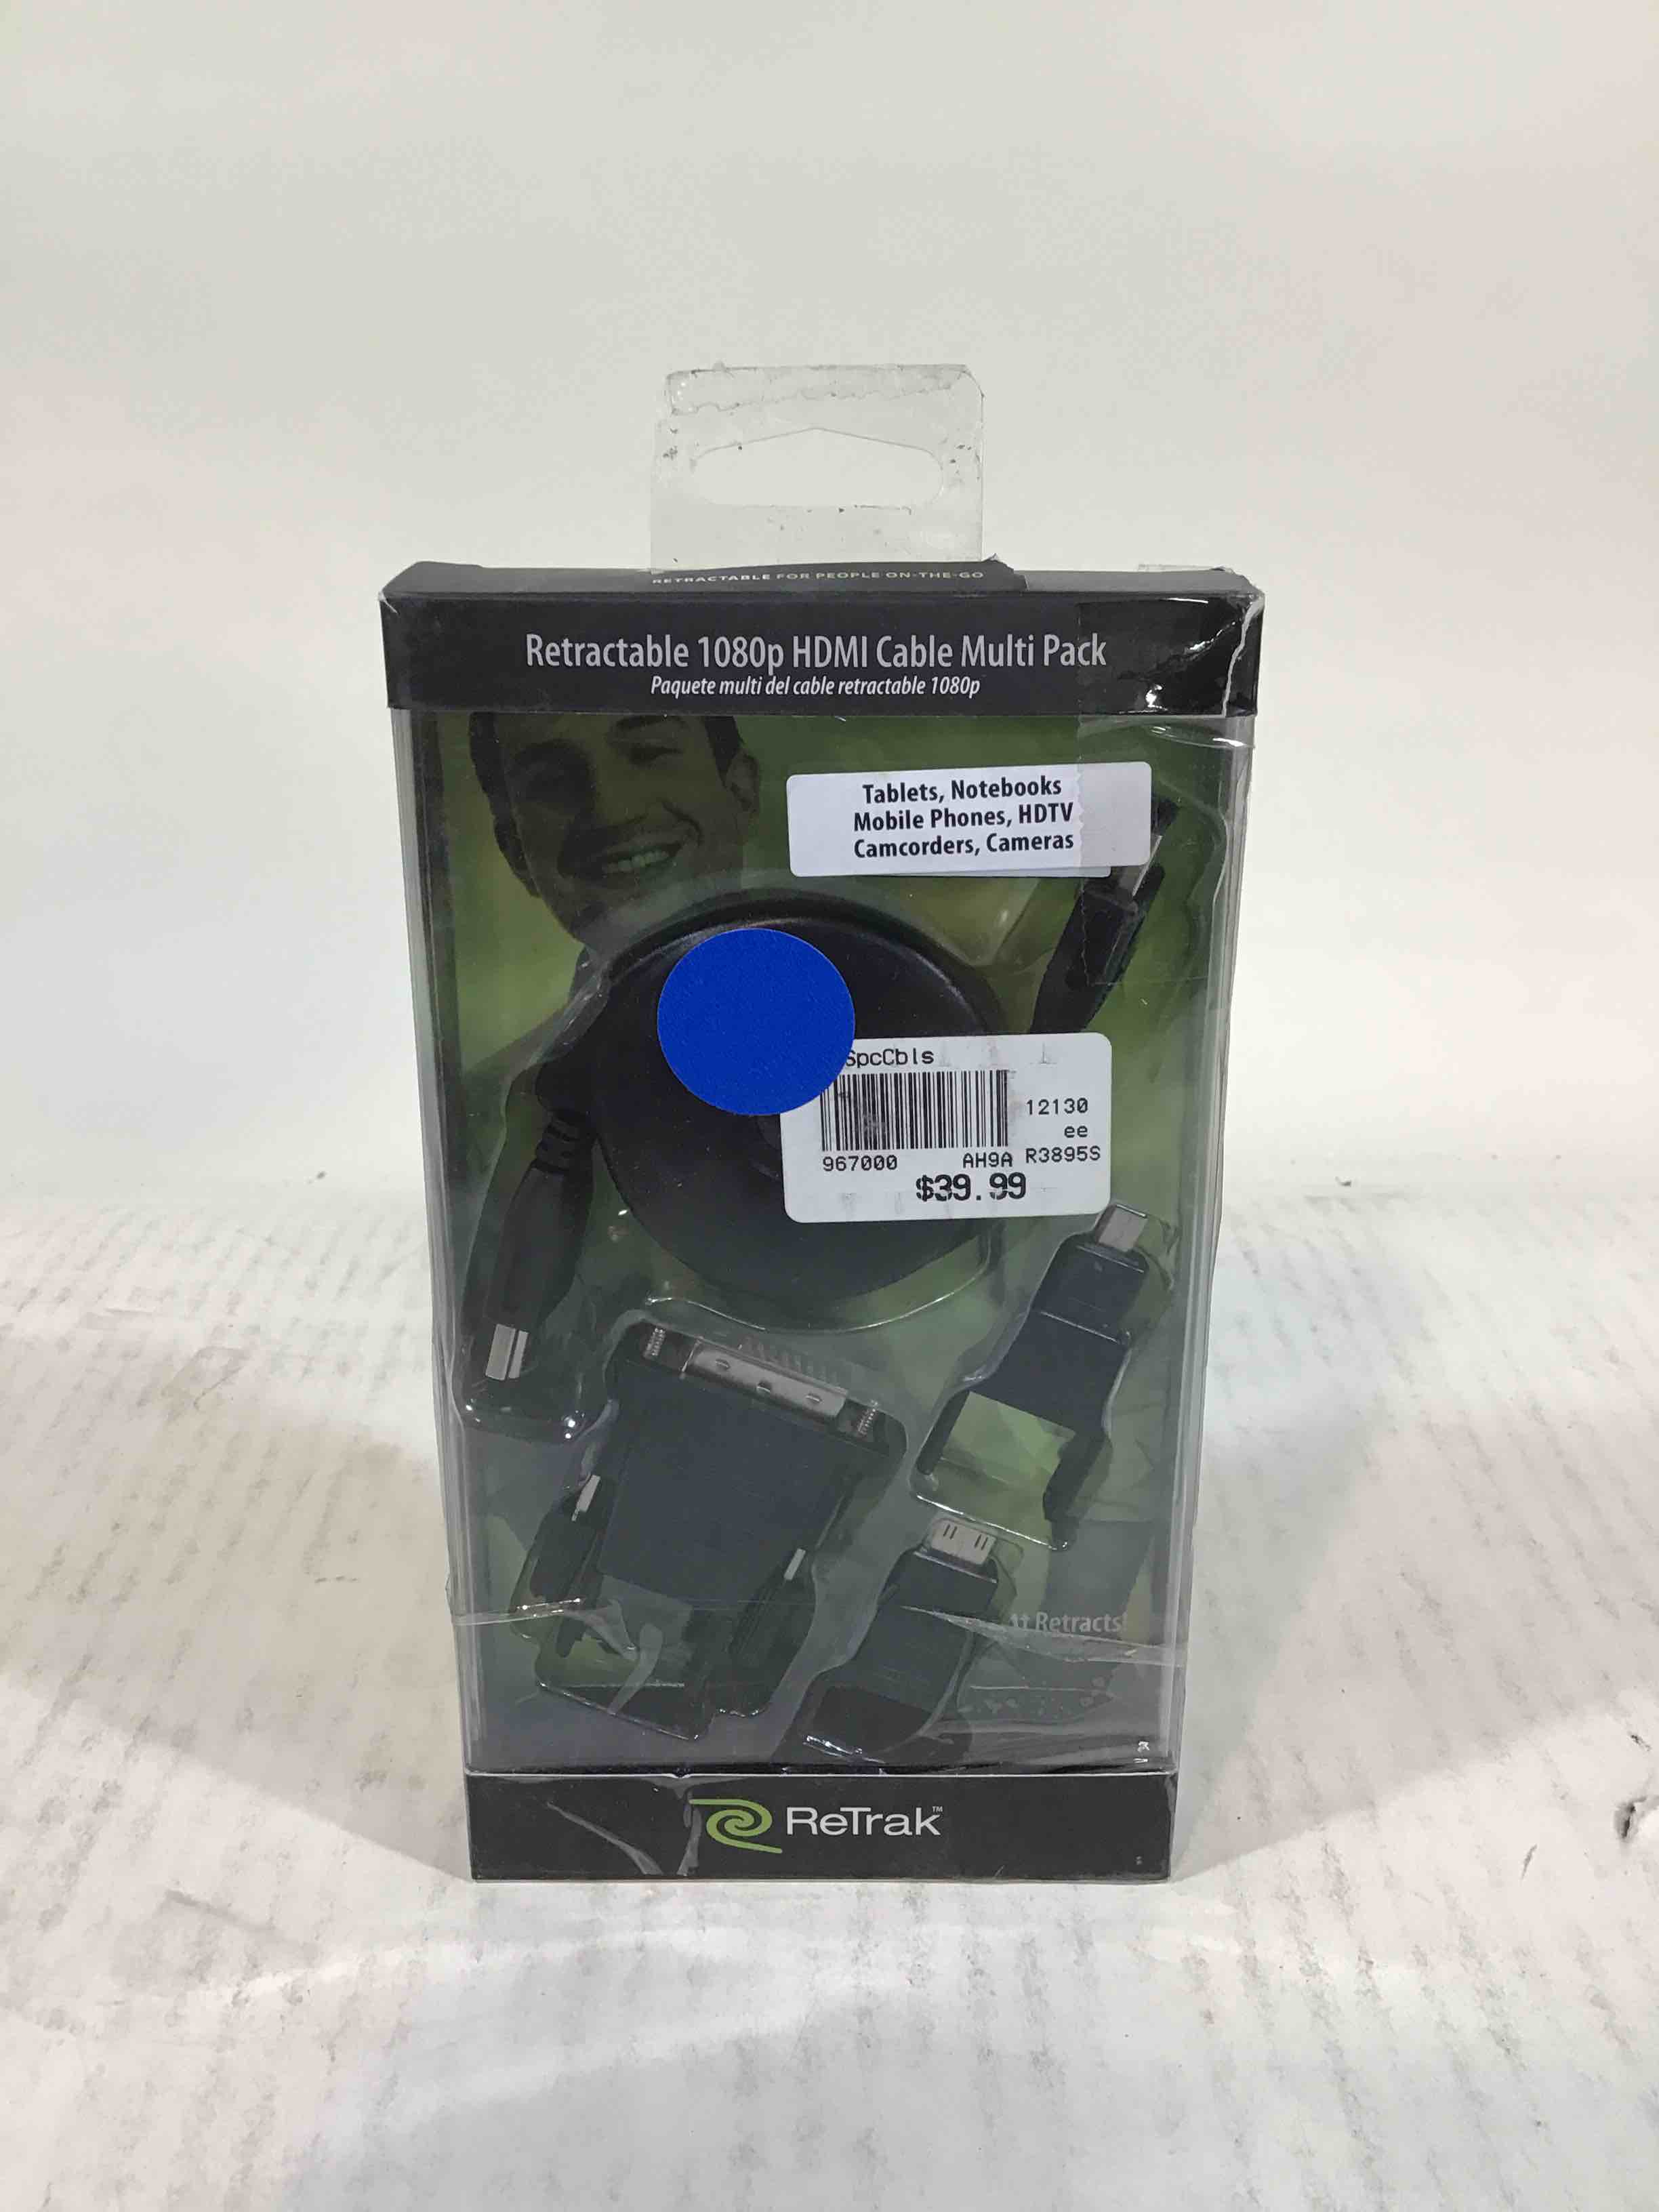 RETRACTABLE FOR PEOPLE ON-THE-GO
Retractable 1080p HDMI Cable Multi Pack
Paquete multi del cable retractable 1080p
Tablets, Notebooks
Mobile Phones, HDTV
Camcorders, Cameras
SpcCbls
12130
ee
967000 AH9A R3895S
$39.99
It Retracts!
ReTrak™